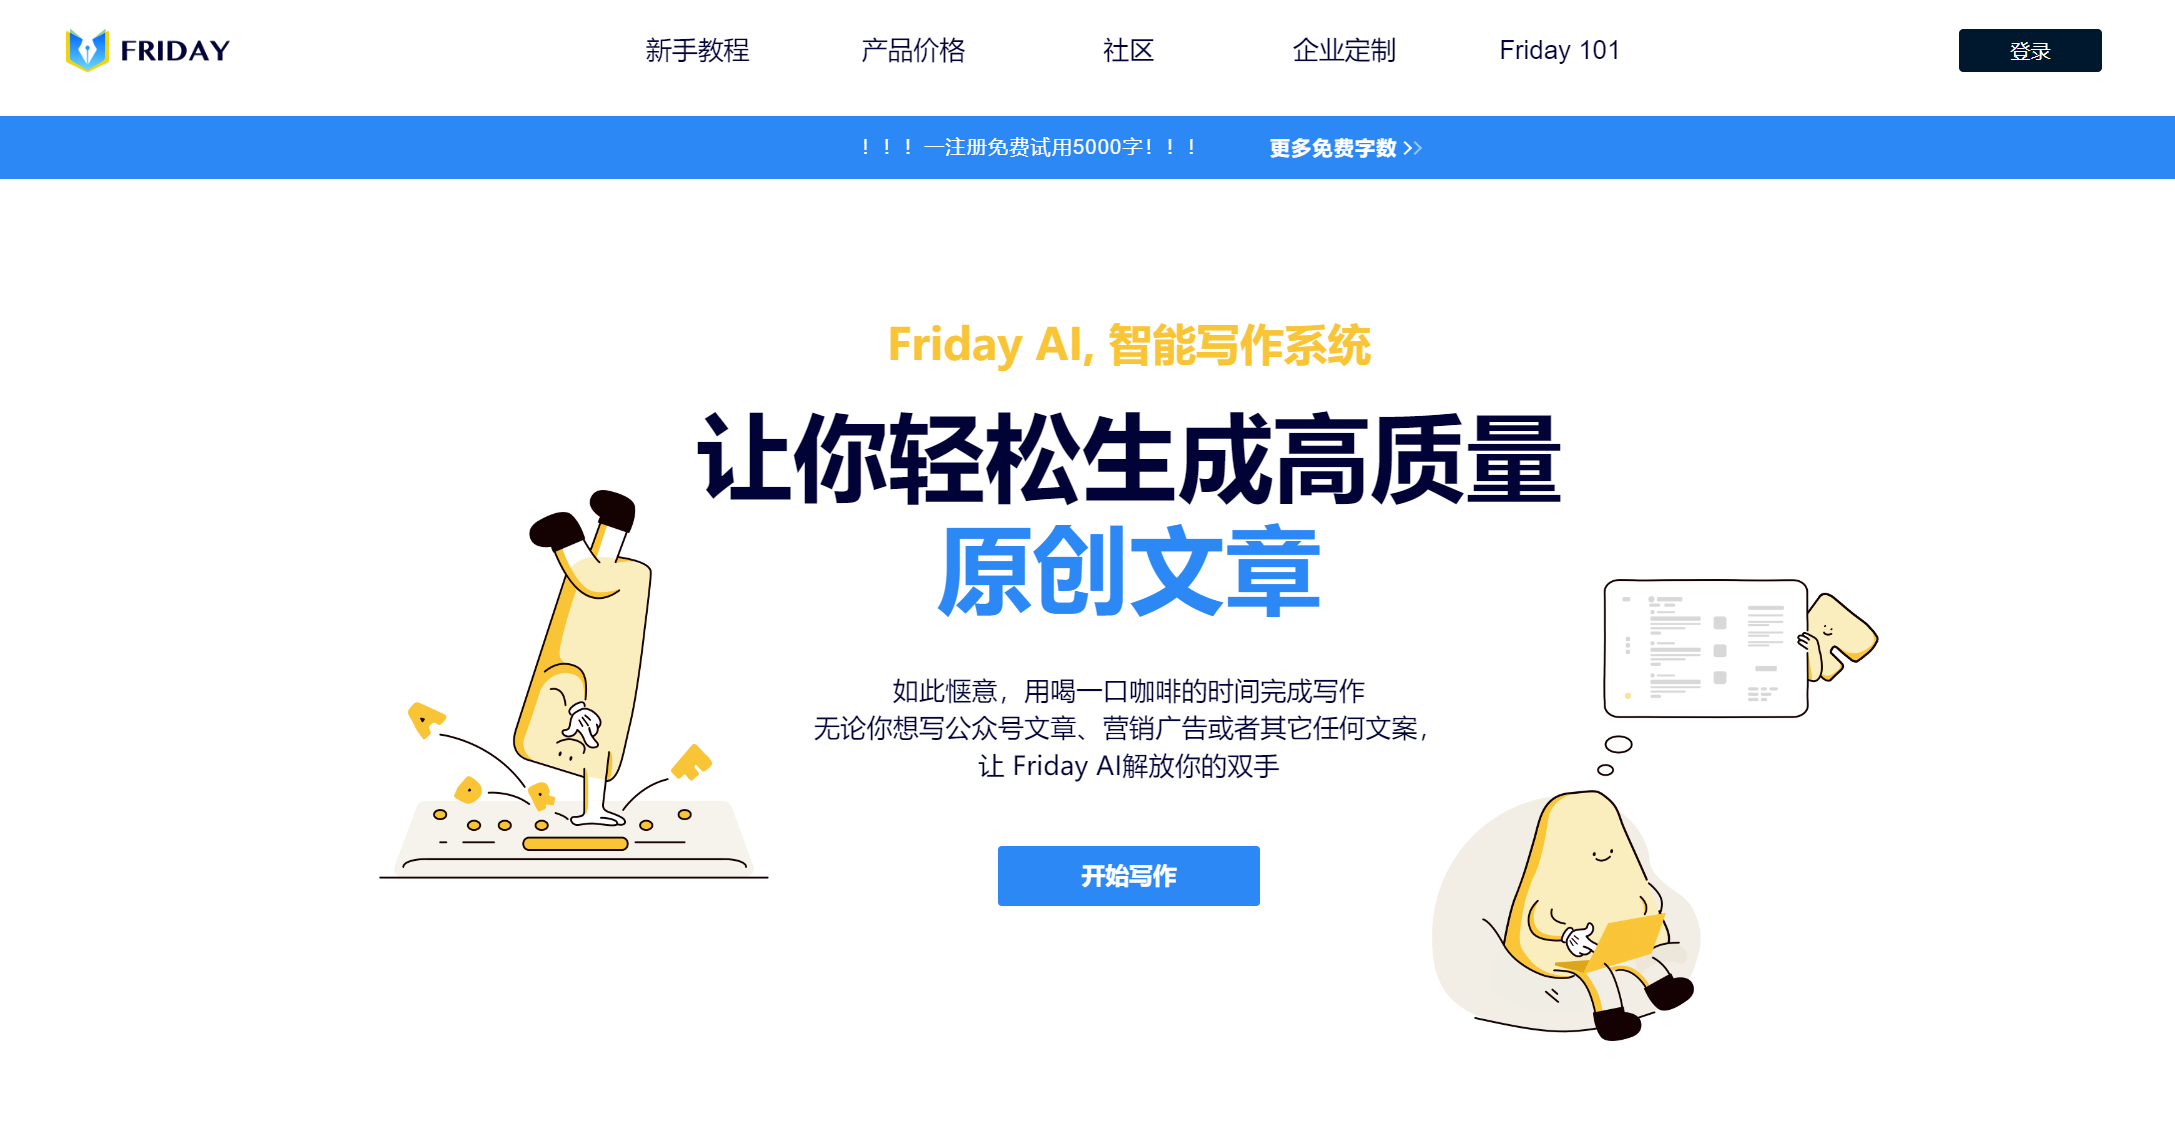 FRIDAY
新手教程
产品价格
社区
企业定制
Friday 101
登录
！！！一注册免费试用5000字！！！
更多免费字数 >>
Friday AI, 智能写作系统
让你轻松生成高质量
原创文章
如此惬意，用喝一口咖啡的时间完成写作
无论你想写公众号文章、营销广告或者其它任何文案，
让 Friday AI解放你的双手
A
D
R
F
开始写作